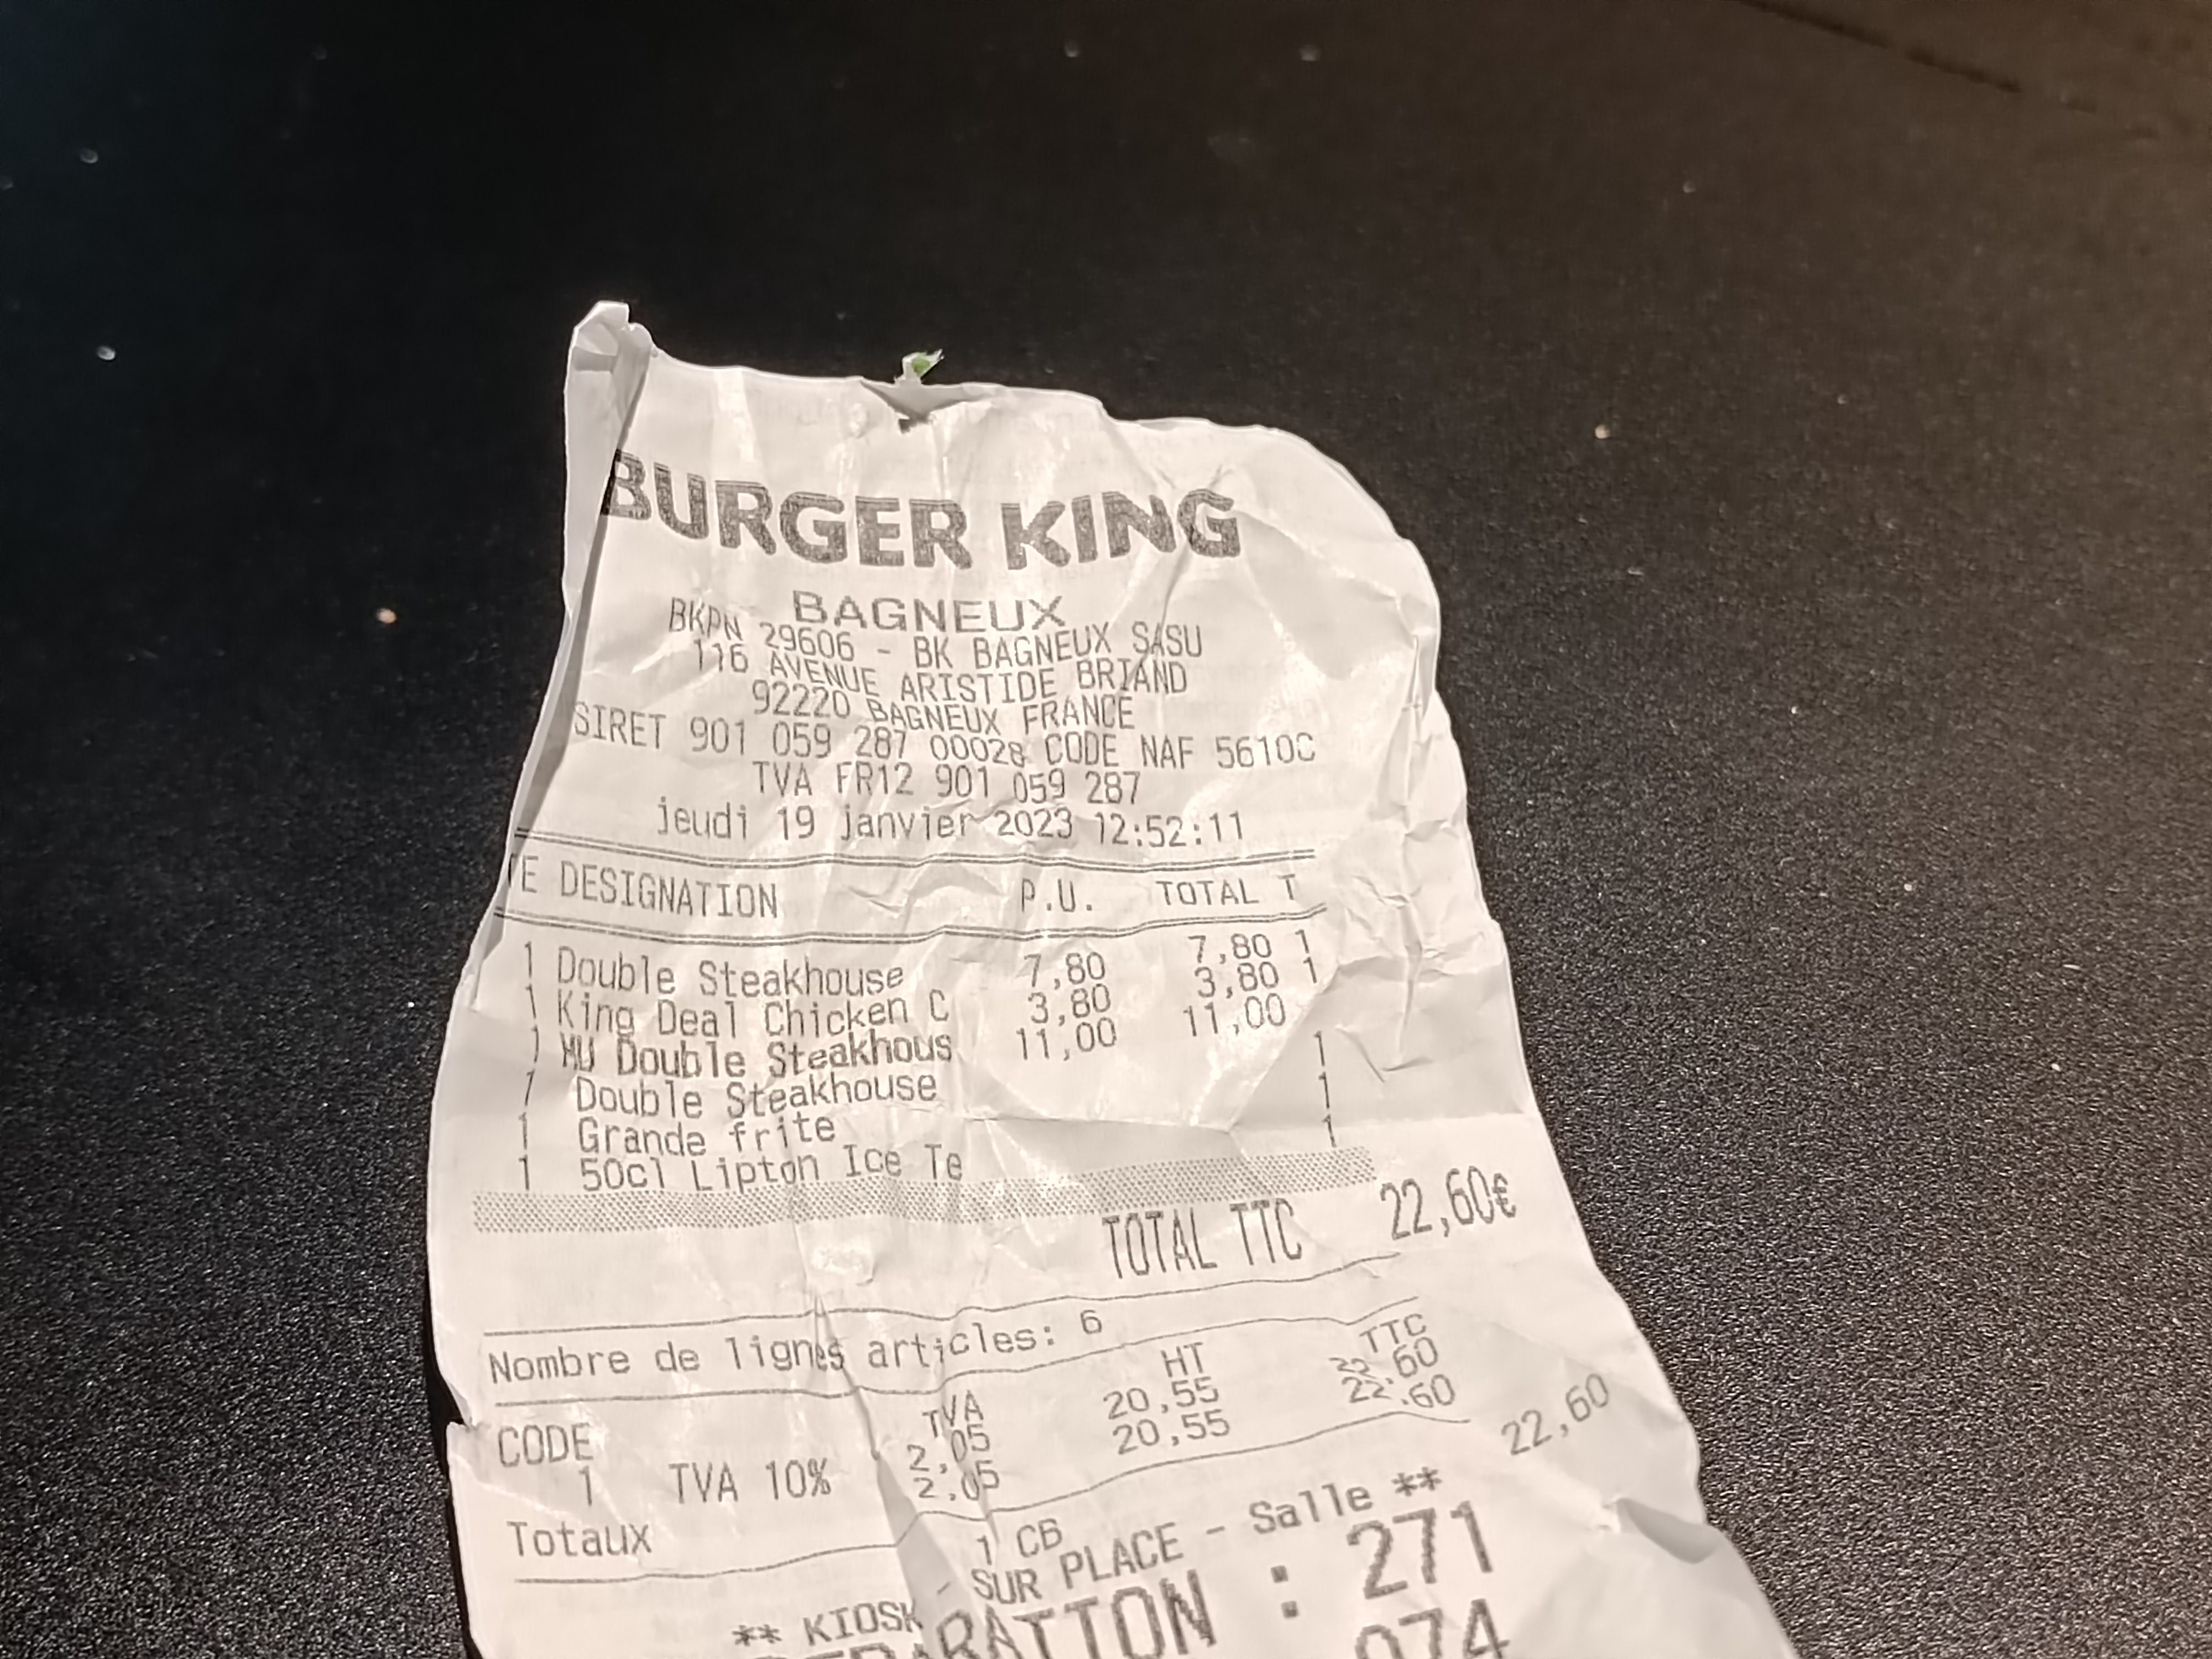 BURGER KING
BAGNEUX
BKPN 29606 - BK BAGNEUX SASU
116 AVENUE ARISTIDE BRIAND
92220 BAGNEUX FRANCE
SIRET 901 059 287 00028 CODE NAF 5610C
TVA FR12 901 059 287
jeudi 19 janvier 2023 12:52:11
TE DESIGNATION P.U. TOTAL T
1 Double Steakhouse 7,80 7,80 1
1 King Deal Chicken C 3,80 3,80 1
1 MU Double Steakhous 11,00 11,00
1 Double Steakhouse 1
1 Grande frite 1
1 50cl Lipton Ice Te 1
TOTAL TTC 22,60€
Nombre de lignes articles: 6
CODE TVA HT TTC
1 TVA 10% 2,05 20,55 22,60
Totaux 2,05 20,55 22,60
1 CB 22,60
** KIOSK - SUR PLACE - Salle **
: 271
074